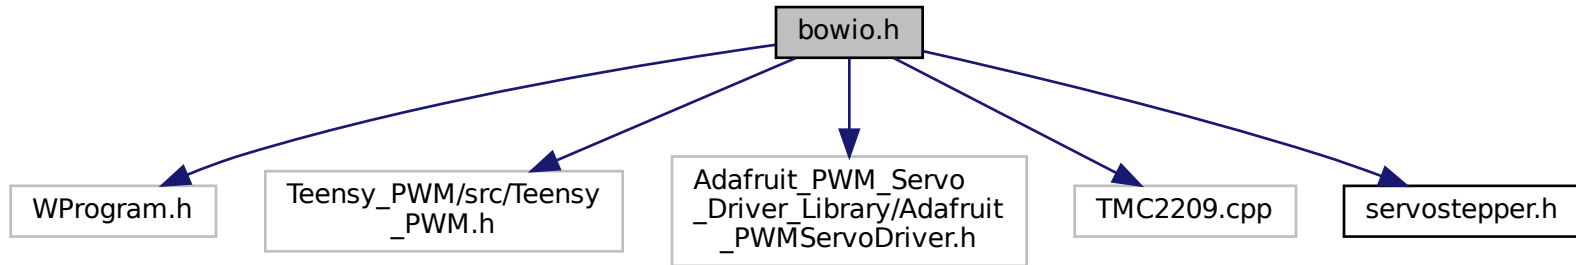 bowio.h
WProgram.h
Teensy_PWM/src/Teensy
_PWM.h
Adafruit_PWM_Servo
_Driver_Library/Adafruit
_PWMServoDriver.h
TMC2209.cpp
servostepper.h